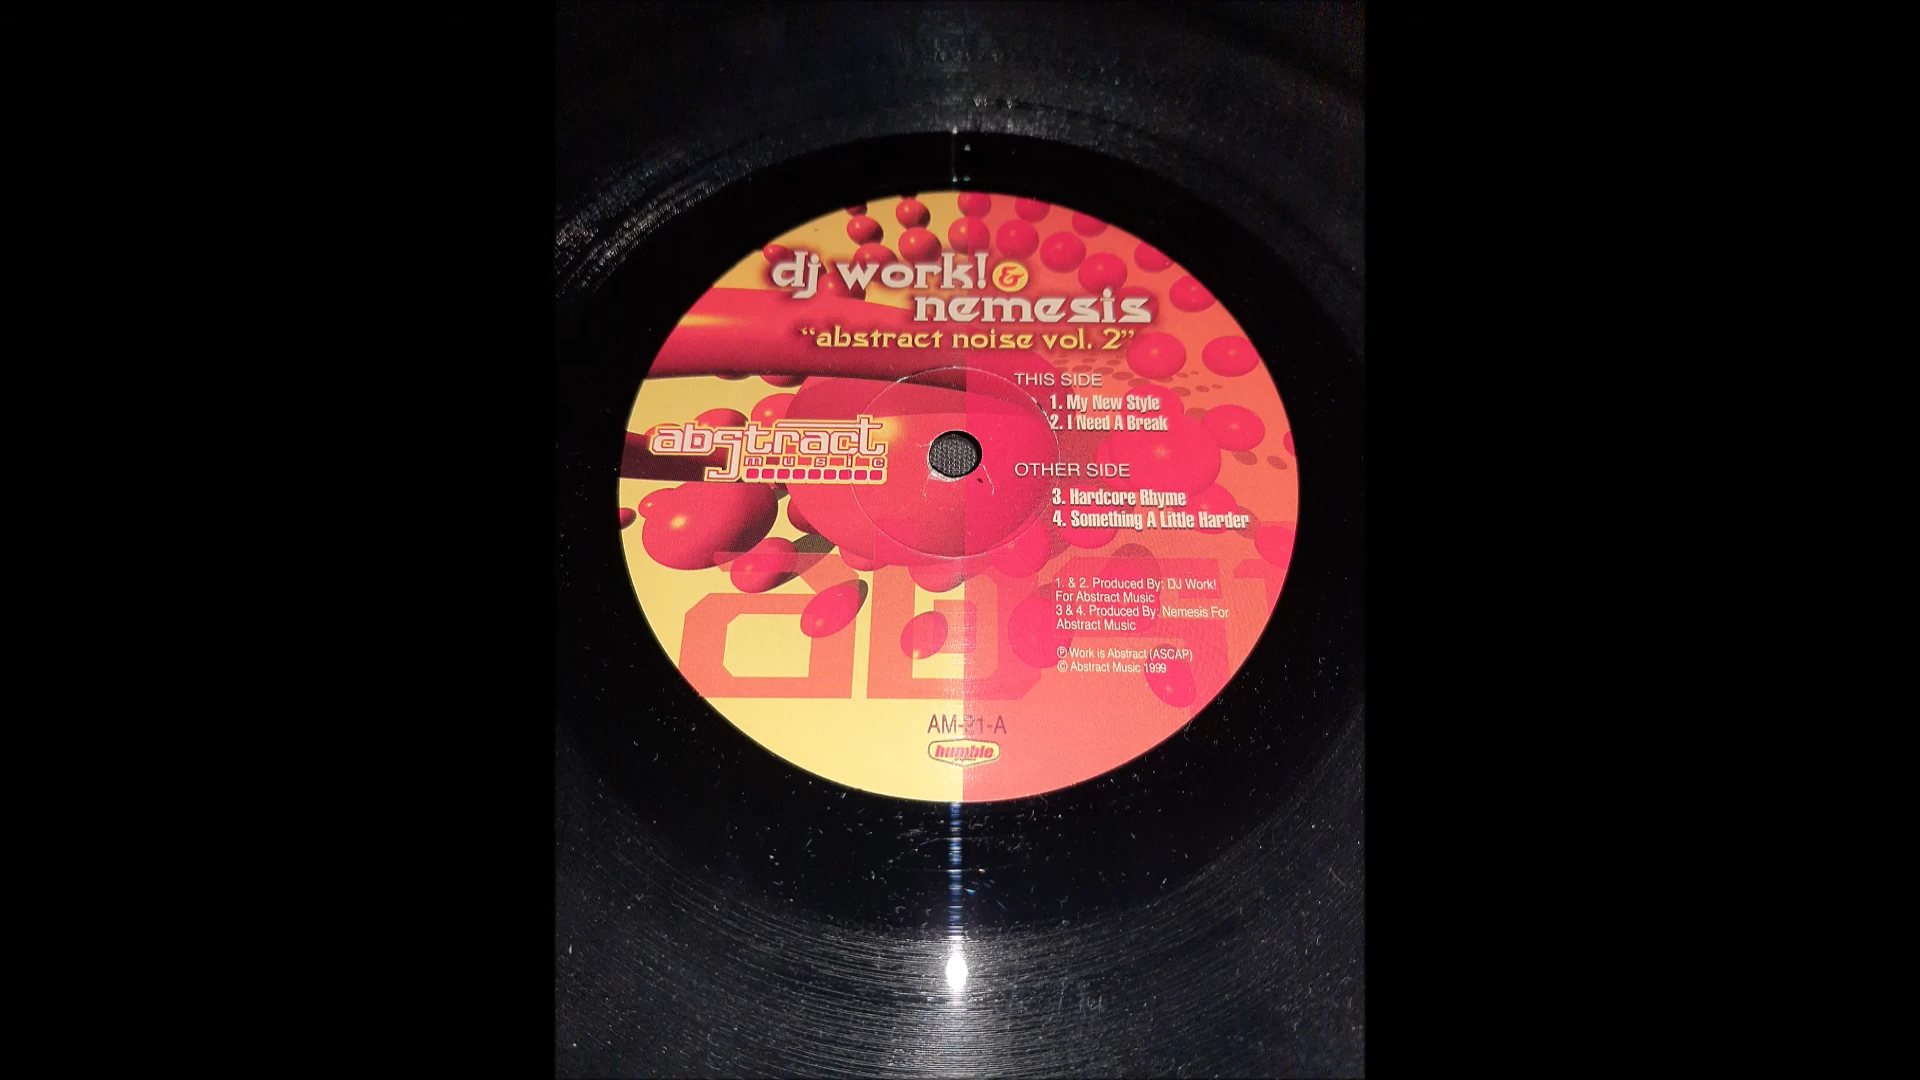 dj work! &
nemesis
“abstract noise vol. 2”
THIS SIDE
1. My New Style
2. I Need A Break
abstract
music
OTHER SIDE
3. Hardcore Rhyme
4. Something A Little Harder
1. & 2. Produced By: DJ Work!
For Abstract Music
3 & 4. Produced By: Nemesis For
Abstract Music
℗ Work is Abstract (ASCAP)
© Abstract Music 1999
AM-21-A
humble